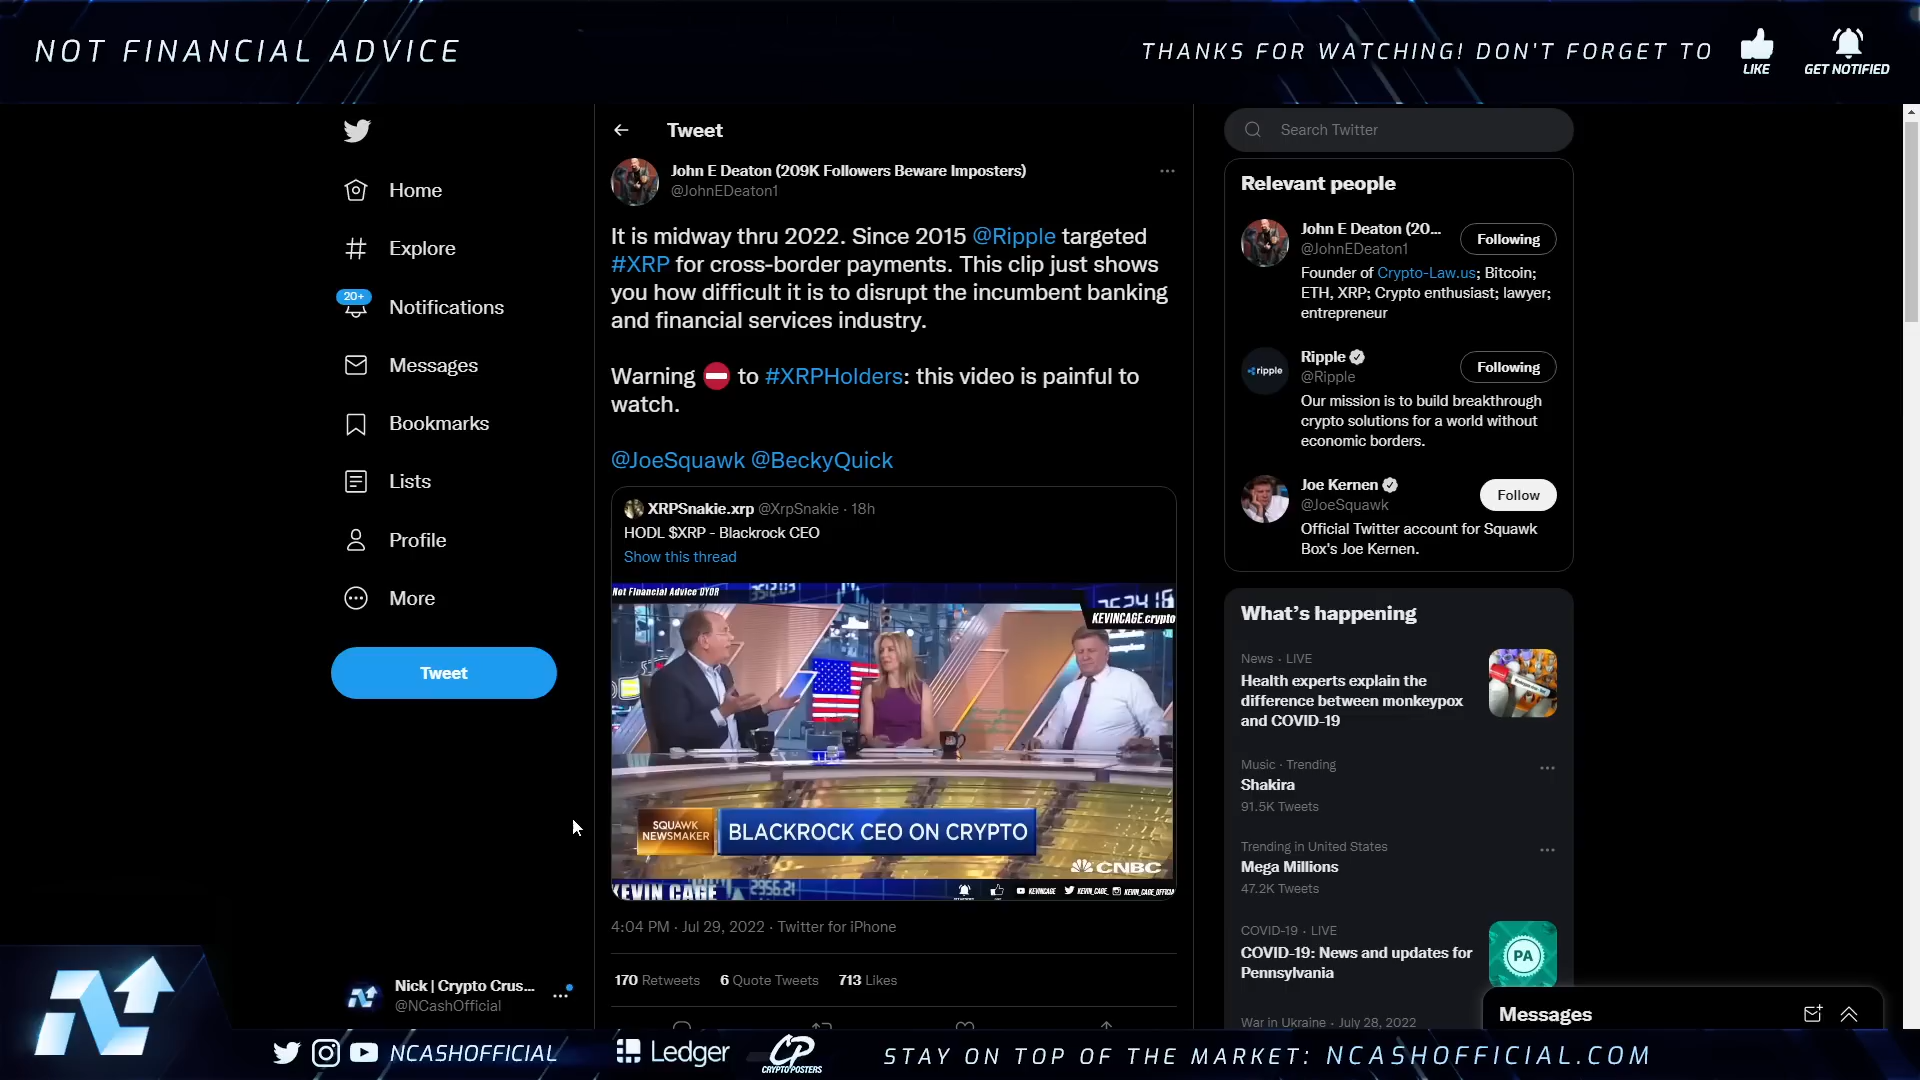 NOT FINANCIAL ADVICE
THANKS FOR WATCHING! DON'T FORGET TO
LIKE
GET NOTIFIED
Home
Explore
20+
Notifications
Messages
Bookmarks
Lists
Profile
More
Tweet
Nick | Crypto Crus...
@NCashOfficial
Tweet
John E Deaton (209K Followers Beware Imposters)
@JohnEDeaton1
It is midway thru 2022. Since 2015 @Ripple targeted
#XRP for cross-border payments. This clip just shows
you how difficult it is to disrupt the incumbent banking
and financial services industry.
Warning to #XRPHolders: this video is painful to
watch.
@JoeSquawk @BeckyQuick
XRPSnakie.xrp @XrpSnakie · 18h
HODL $XRP - Blackrock CEO
Show this thread
Not Financial Advice DYOR
KEVINCAGE.crypto
SQUAWK
NEWSMAKER
BLACKROCK CEO ON CRYPTO
CNBC
KEVIN CAGE
2956.21
KEVINCAGE
KEVIN_CAGE_
KEVIN_CAGE_OFFICIA
4:04 PM · Jul 29, 2022 · Twitter for iPhone
170 Retweets 6 Quote Tweets 713 Likes
Search Twitter
Relevant people
John E Deaton (20...
@JohnEDeaton1
Following
Founder of Crypto-Law.us; Bitcoin;
ETH, XRP; Crypto enthusiast; lawyer;
entrepreneur
ripple
Ripple
@Ripple
Following
Our mission is to build breakthrough
crypto solutions for a world without
economic borders.
Joe Kernen
@JoeSquawk
Follow
Official Twitter account for Squawk
Box's Joe Kernen.
What's happening
News · LIVE
Health experts explain the
difference between monkeypox
and COVID-19
Music · Trending
Shakira
91.5K Tweets
Trending in United States
Mega Millions
47.2K Tweets
COVID-19 · LIVE
COVID-19: News and updates for
Pennsylvania
PA
War in Ukraine · July 28, 2022
Messages
NCASHOFFICIAL
Ledger
CP
CRYPTO POSTERS
STAY ON TOP OF THE MARKET: NCASHOFFICIAL.COM